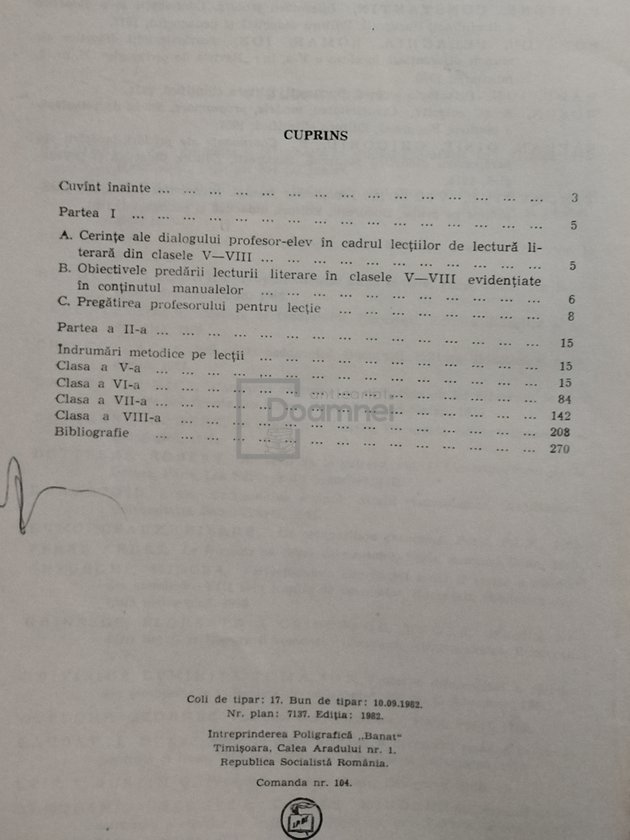 CUPRINS
Cuvînt înainte ... ... ... ... ... ... ... ... ... ... ... ... ... ... ... 3
Partea I ... ... ... ... ... ... ... ... ... ... ... ... ... ... ... ... 5
A. Cerințe ale dialogului profesor-elev în cadrul lecțiilor de lectură li-
terară din clasele V—VIII ... ... ... ... ... ... ... ... ... ... ... 5
B. Obiectivele predării lecturii literare în clasele V—VIII evidențiate
în conținutul manualelor ... ... ... ... ... ... ... ... ... ... ... 6
C. Pregătirea profesorului pentru lecție ... ... ... ... ... ... ... ... 8
Partea a II-a ... ... ... ... ... ... ... ... ... ... ... ... ... ... ... 15
Îndrumări metodice pe lecții ... ... ... ... ... ... ... ... ... ... ... 15
Clasa a V-a ... ... ... ... ... ... ... ... ... ... ... ... ... ... ... 15
Clasa a VI-a ... ... ... ... ... ... ... ... ... ... ... ... ... ... ... 84
Clasa a VII-a ... ... ... ... ... ... ... ... ... ... ... ... ... ... ... 142
Clasa a VIII-a ... ... ... ... ... ... ... ... ... ... ... ... ... ... 208
Bibliografie ... ... ... ... ... ... ... ... ... ... ... ... ... ... ... 270
anticariat
Doamnei
Coli de tipar: 17. Bun de tipar: 10.09.1982.
Nr. plan: 7137. Ediția: 1982.
Intreprinderea Poligrafică „Banat"
Timișoara, Calea Aradului nr. 1.
Republica Socialistă România.
Comanda nr. 104.